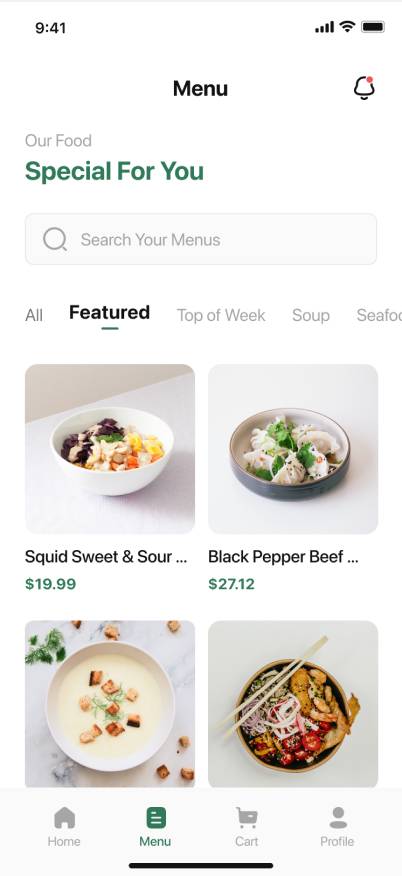 9:41
Menu
Our Food
Special For You
Search Your Menus
All Featured Top of Week Soup Seafoo
Squid Sweet & Sour ... Black Pepper Beef ...
$19.99 $27.12
Home Menu Cart Profile